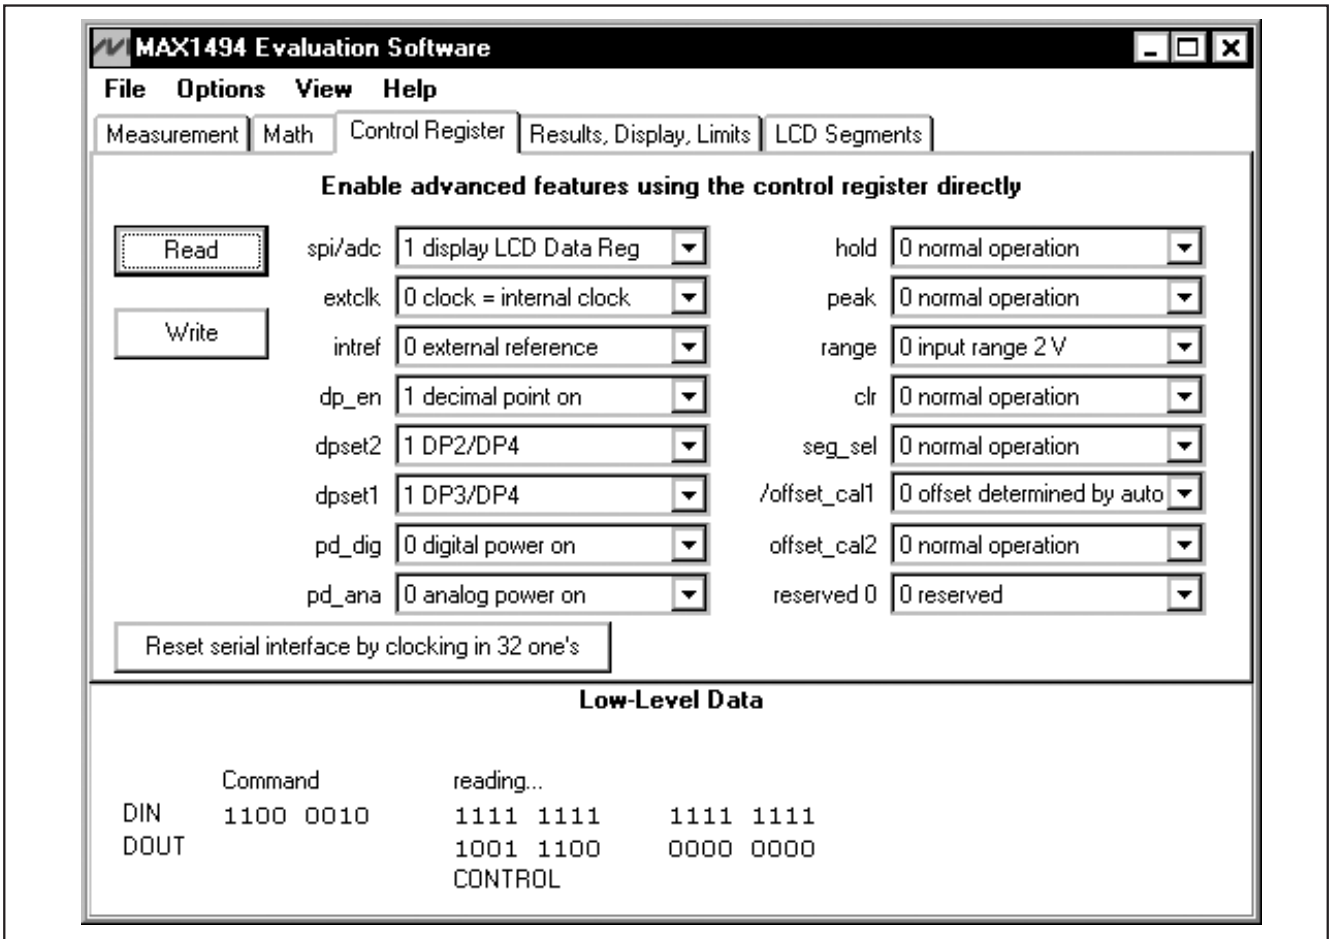 MAX1494 Evaluation Software
File Options View Help
Measurement Math Control Register Results, Display, Limits LCD Segments
Enable advanced features using the control register directly
Read spi/adc 1 display LCD Data Reg hold 0 normal operation
extclk 0 clock = internal clock peak 0 normal operation
Write intref 0 external reference range 0 input range 2 V
dp_en 1 decimal point on clr 0 normal operation
dpset2 1 DP2/DP4 seg_sel 0 normal operation
dpset1 1 DP3/DP4 /offset_cal1 0 offset determined by auto
pd_dig 0 digital power on offset_cal2 0 normal operation
pd_ana 0 analog power on reserved 0 0 reserved
Reset serial interface by clocking in 32 one's
Low-Level Data
Command reading...
DIN 1100 0010 1111 1111 1111 1111
DOUT 1001 1100 0000 0000
CONTROL